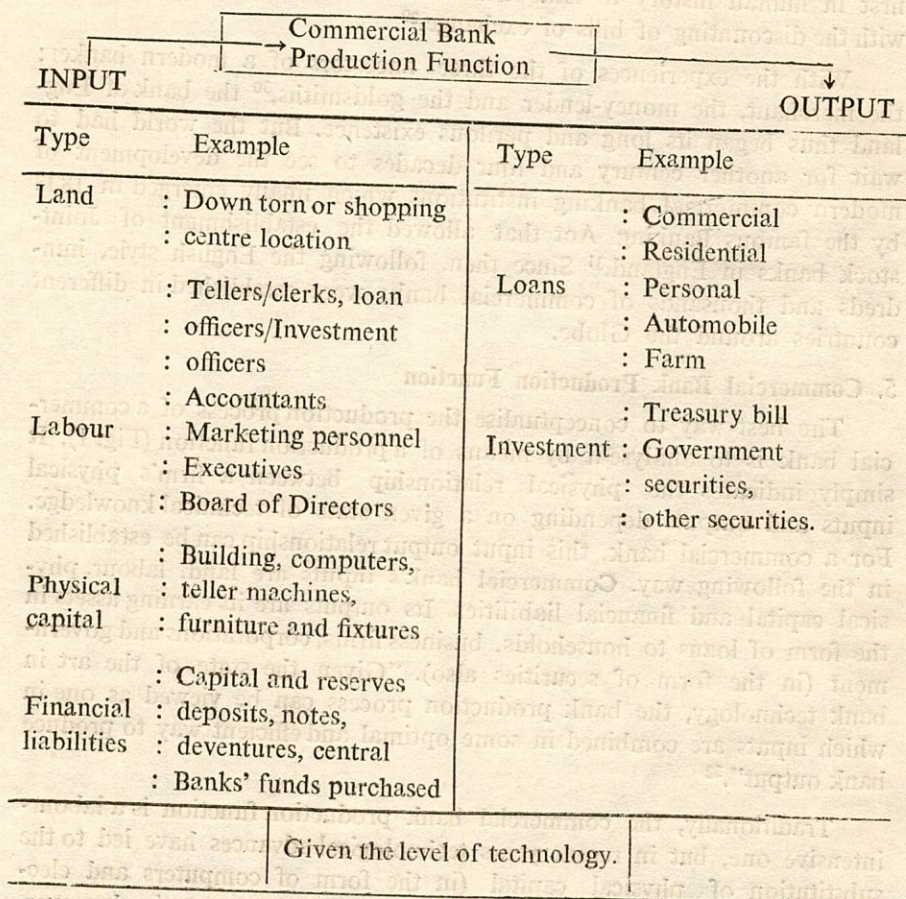 Commercial Bank
→Production Function
INPUT
OUTPUT
Type Example
Land : Down torn or shopping
: centre location
: Tellers/clerks, loan
: officers/Investment
: officers
: Accountants
Labour : Marketing personnel
: Executives
: Board of Directors
: Building, computers,
Physical : teller machines,
capital : furniture and fixtures
: Capital and reserves
Financial : deposits, notes,
liabilities : deventures, central
: Banks' funds purchased
Type Example
: Commercial
: Residential
Loans : Personal
: Automobile
: Farm
: Treasury bill
Investment : Government
: securities,
: other securities.
Given the level of technology.